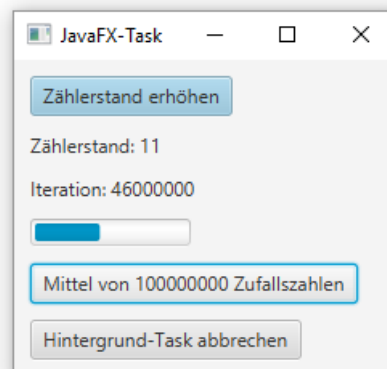 JavaFX-Task
Zählerstand erhöhen
Zählerstand: 11
Iteration: 46000000
Mittel von 100000000 Zufallszahlen
Hintergrund-Task abbrechen